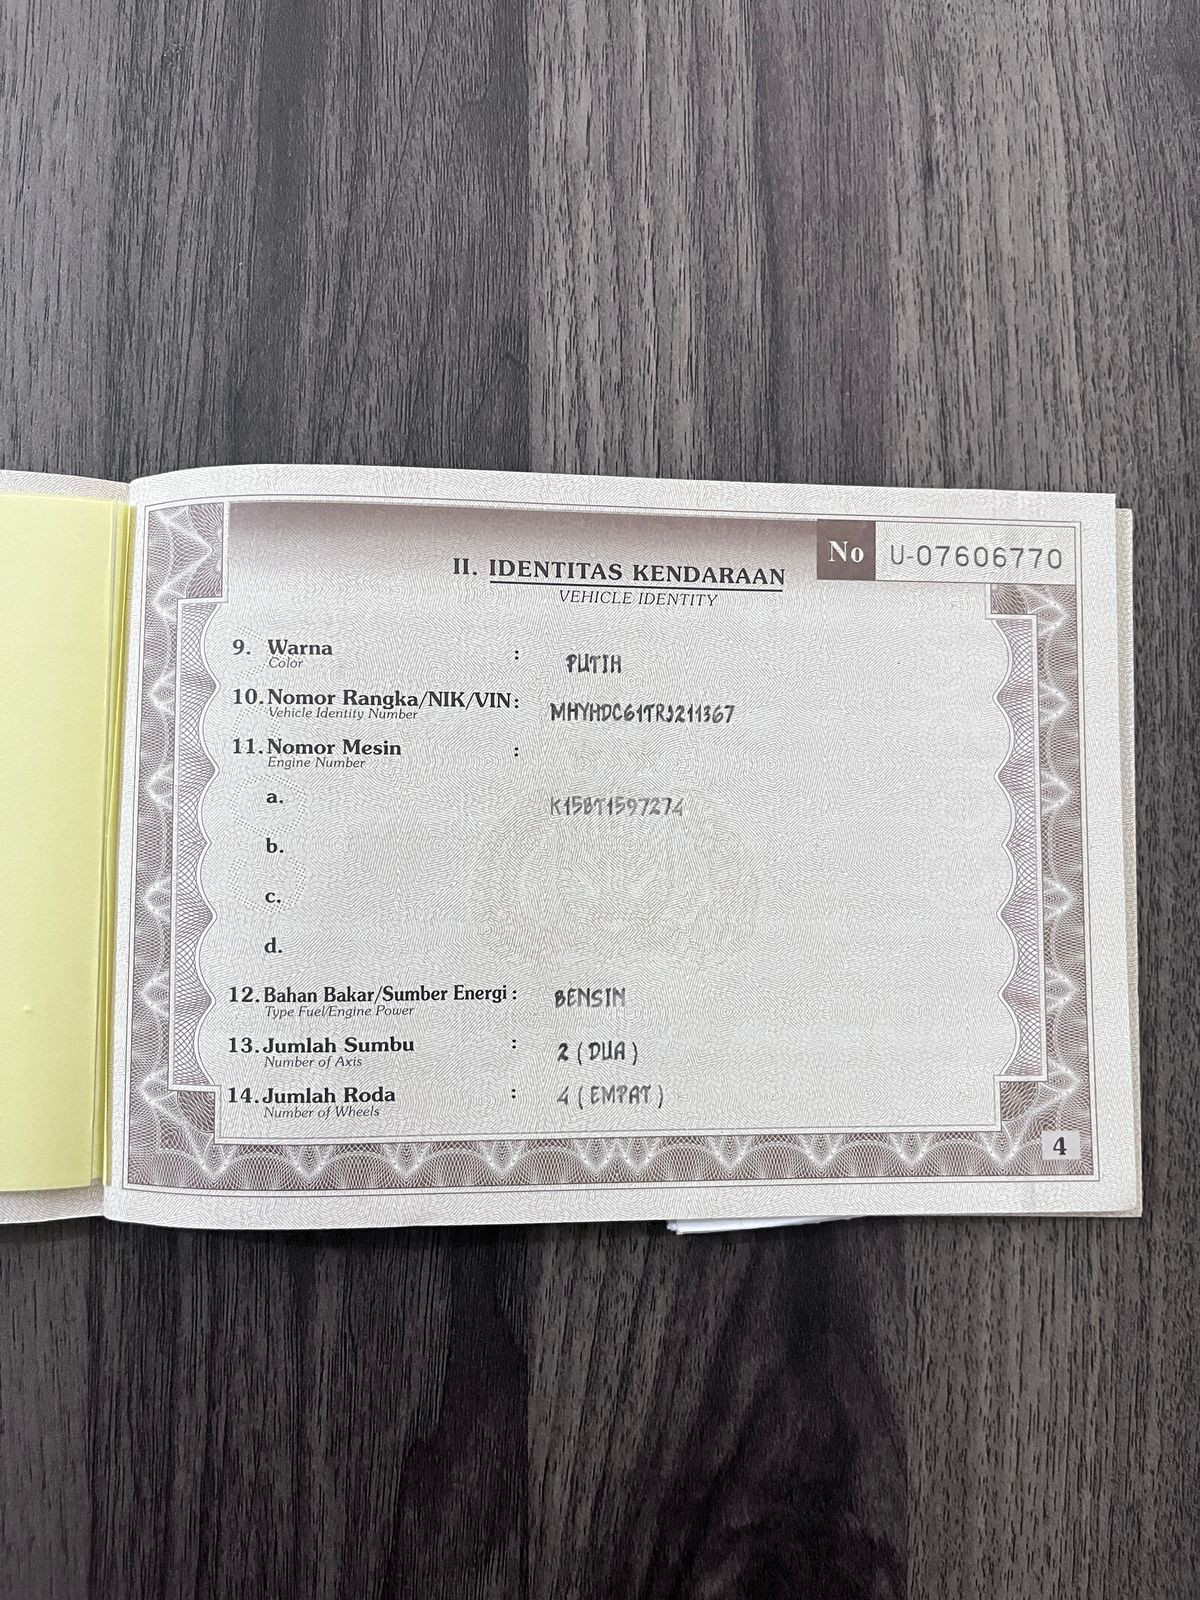 No U-07606770
II. IDENTITAS KENDARAAN
VEHICLE IDENTITY
9. Warna : PUTIH
Color
10. Nomor Rangka/NIK/VIN : MHYHDC61TRJ211367
Vehicle Identity Number
11. Nomor Mesin :
Engine Number
a. K15BT1597274
b.
c.
d.
12. Bahan Bakar/Sumber Energi : BENSIN
Type Fuel/Engine Power
13. Jumlah Sumbu : 2 ( DUA )
Number of Axis
14. Jumlah Roda : 4 ( EMPAT )
Number of Wheels
4